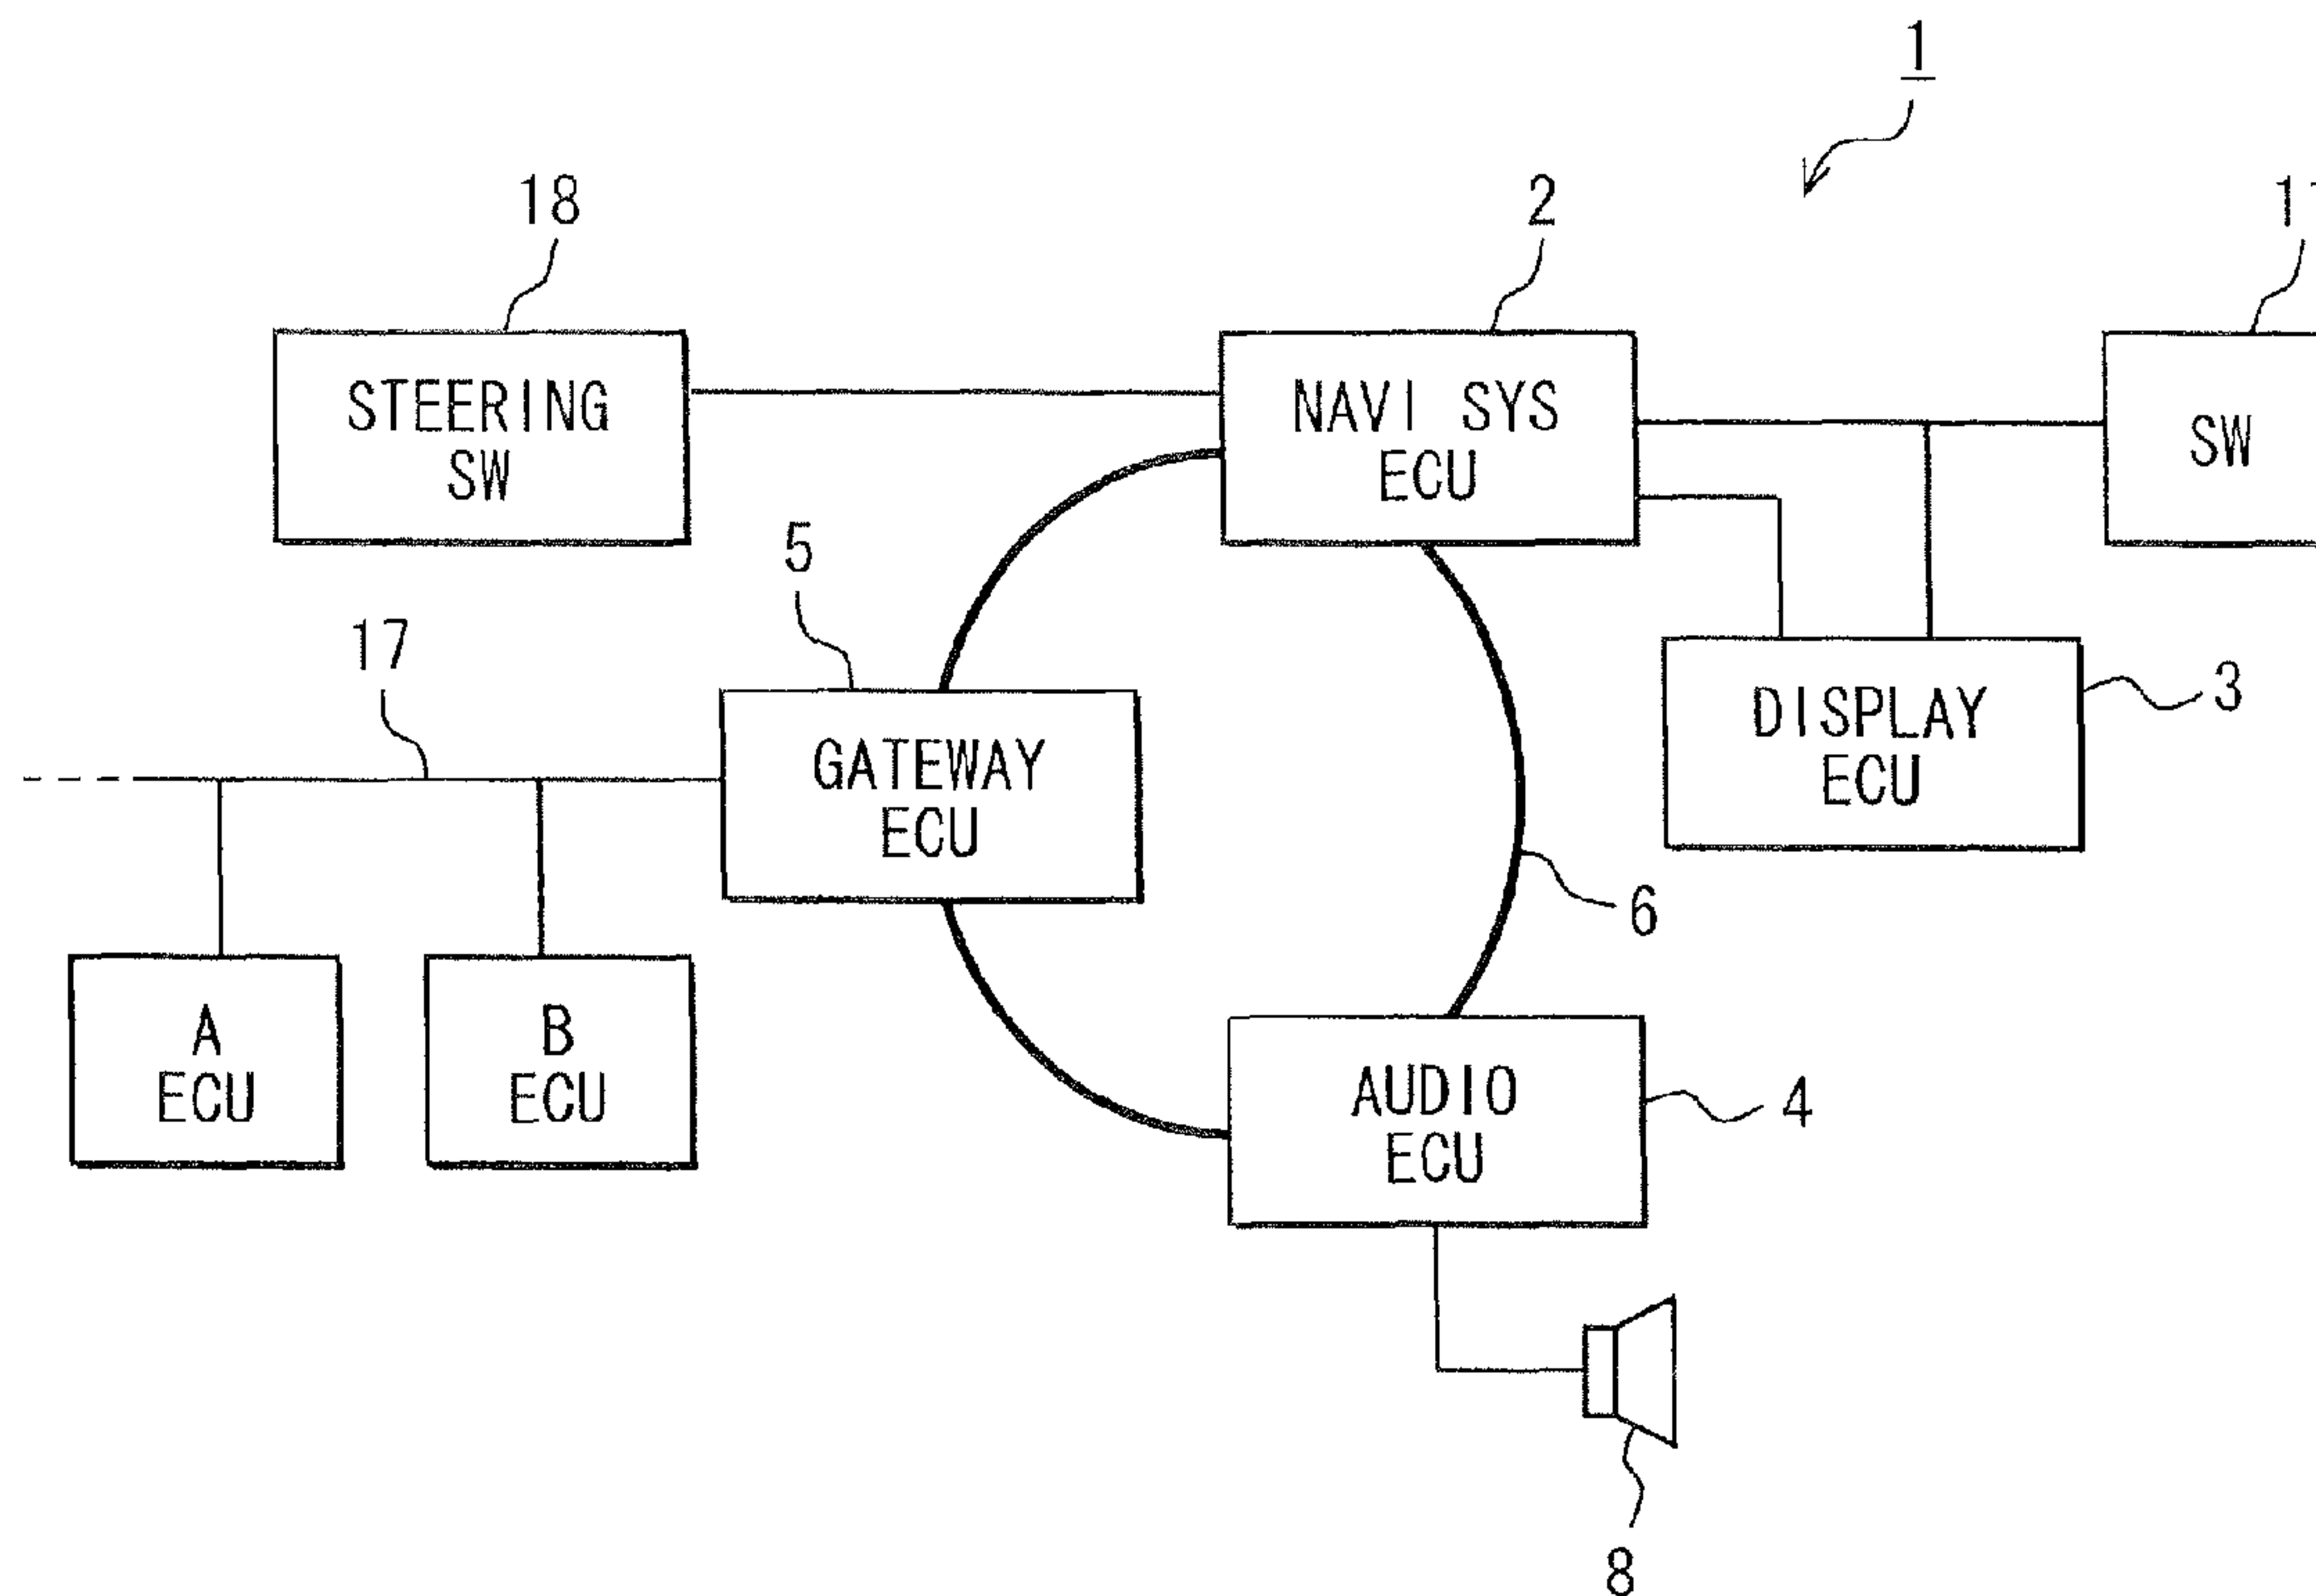 1
18
2
STEERING
SW
NAVI SYS
ECU
SW
5
17
3
DISPLAY
ECU
GATEWAY
ECU
6
A
ECU
B
ECU
AUDIO
ECU
4
8